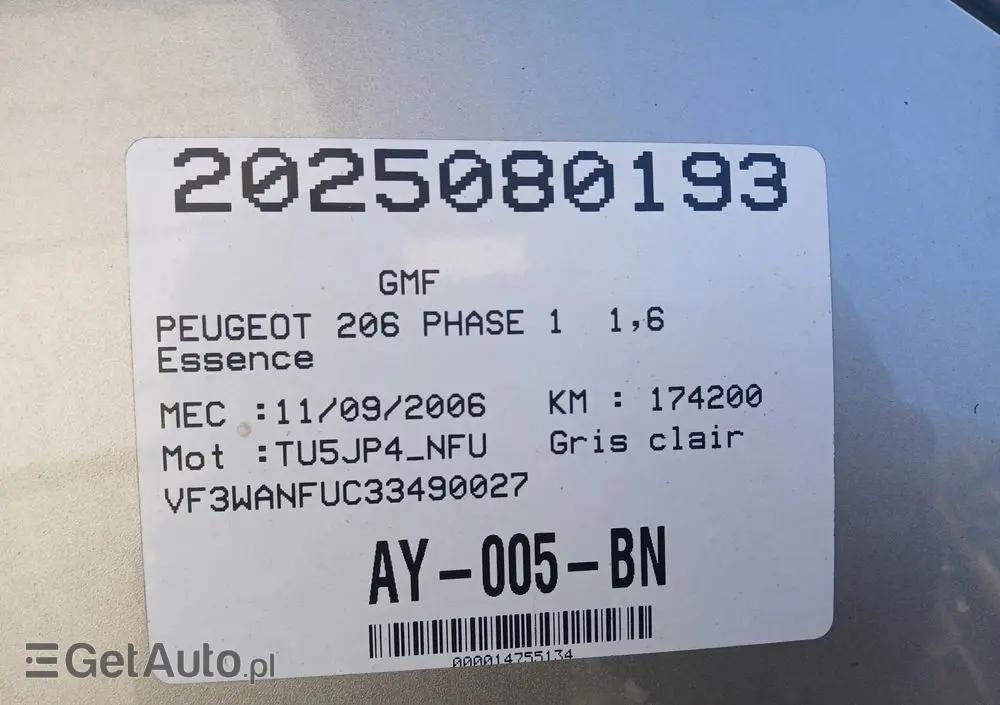 2025080193
GMF
PEUGEOT 206 PHASE 1 1,6
Essence
MEC :11/09/2006 KM : 174200
Mot :TU5JP4_NFU Gris clair
VF3WANFUC33490027
AY-005-BN
000014755134
GetAuto.pl